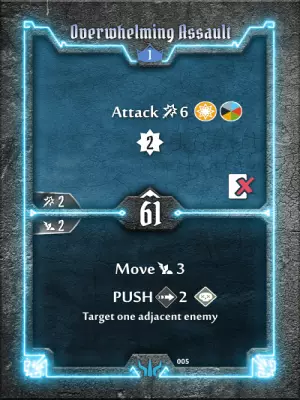 Overwhelming Assault
1
Attack 6
2
2
61
2
Move 3
PUSH 2
Target one adjacent enemy
005